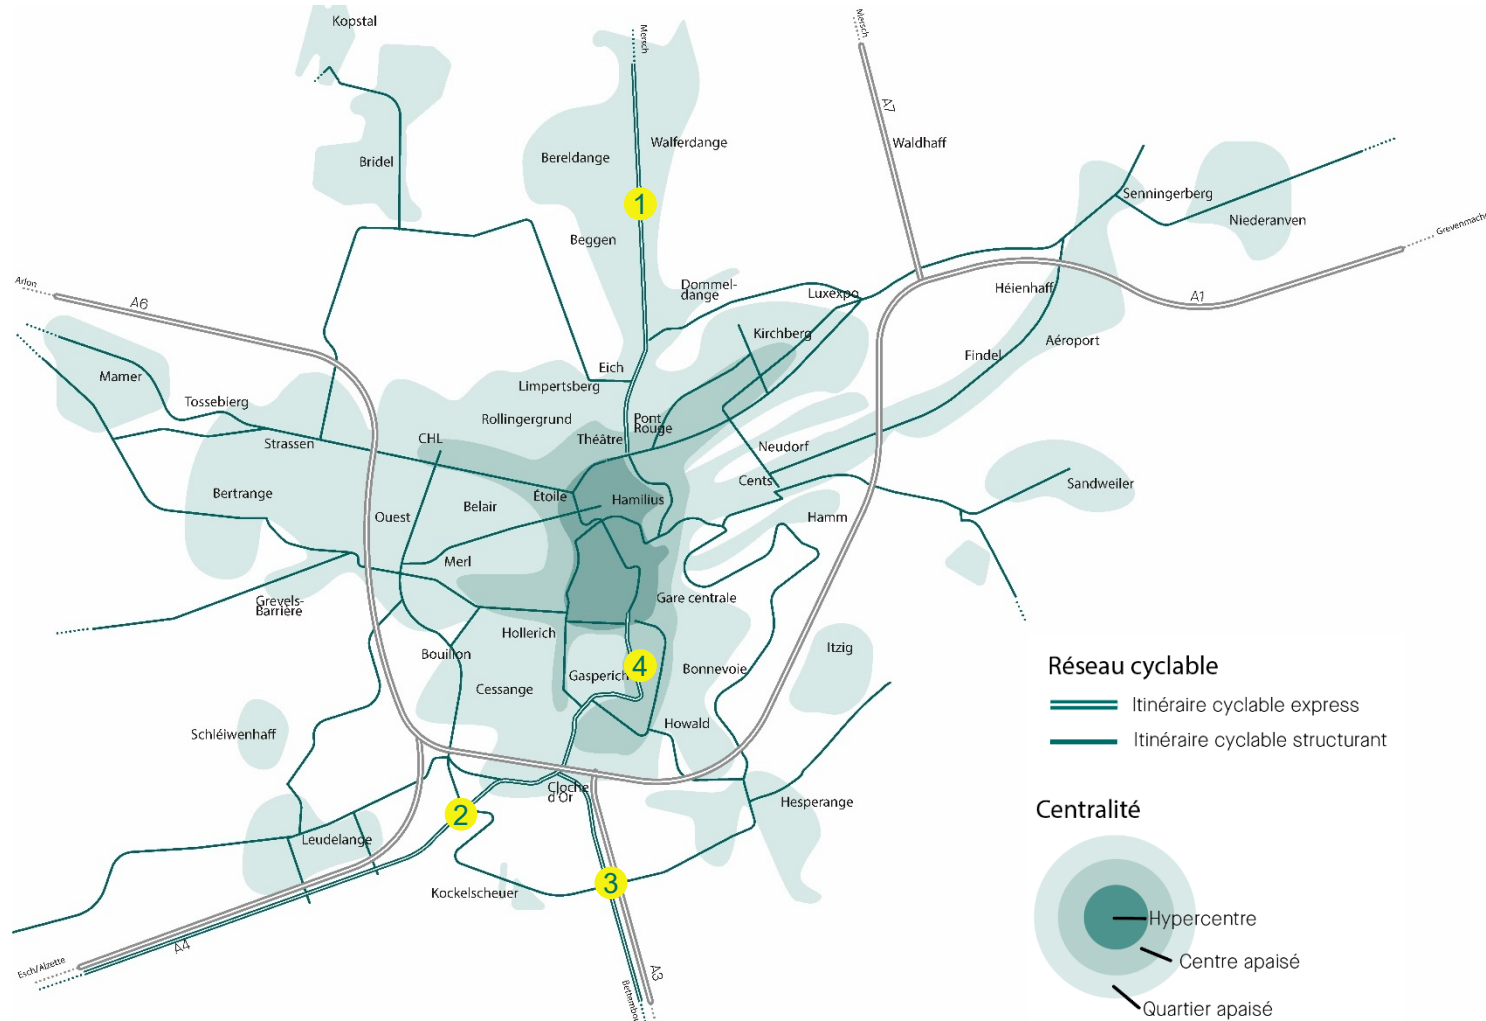 Kopstal
Mersch
Mersch
A7
Walferdange
Waldhaff
Bereldange
Bridel
Senningerberg
1
Niederanven
Grevenmache
Beggen
Arlon
A6
Dommel-
dange
Luxexpo
Héienhaff
A1
Kirchberg
Aéroport
Findel
Eich
Mamer
Limpertsberg
Tossebierg
Rollingergrund
Pont
Rouge
Théâtre
CHL
Strassen
Neudorf
Cents
Sandweiler
Bertrange
Étoile
Hamilius
Belair
Ouest
Hamm
Merl
Gare centrale
Grevels-
Barrière
Hollerich
Itzig
Bouillon
4
Gasperich
Bonnevoie
Cessange
Howald
Schléiwenhaff
Cloche
d'Or
Hesperange
2
Leudelange
3
Kockelscheuer
A4
Esch/Alzette
A3
Réseau cyclable
Itinéraire cyclable express
Itinéraire cyclable structurant
Centralité
Hypercentre
Centre apaisé
Quartier apaisé